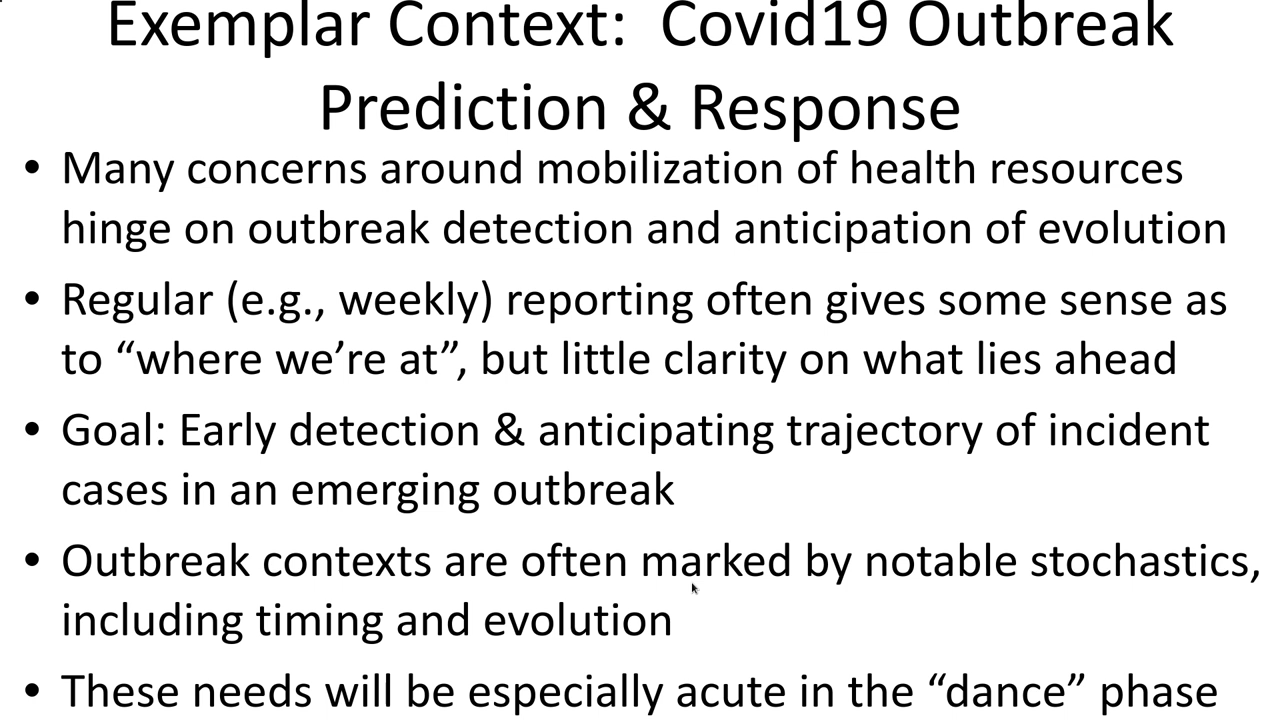 Exemplar Context:  Covid19 Outbreak
Prediction & Response
• Many concerns around mobilization of health resources
hinge on outbreak detection and anticipation of evolution
• Regular (e.g., weekly) reporting often gives some sense as
to “where we’re at”, but little clarity on what lies ahead
• Goal: Early detection & anticipating trajectory of incident
cases in an emerging outbreak
• Outbreak contexts are often marked by notable stochastics,
including timing and evolution
• These needs will be especially acute in the “dance” phase